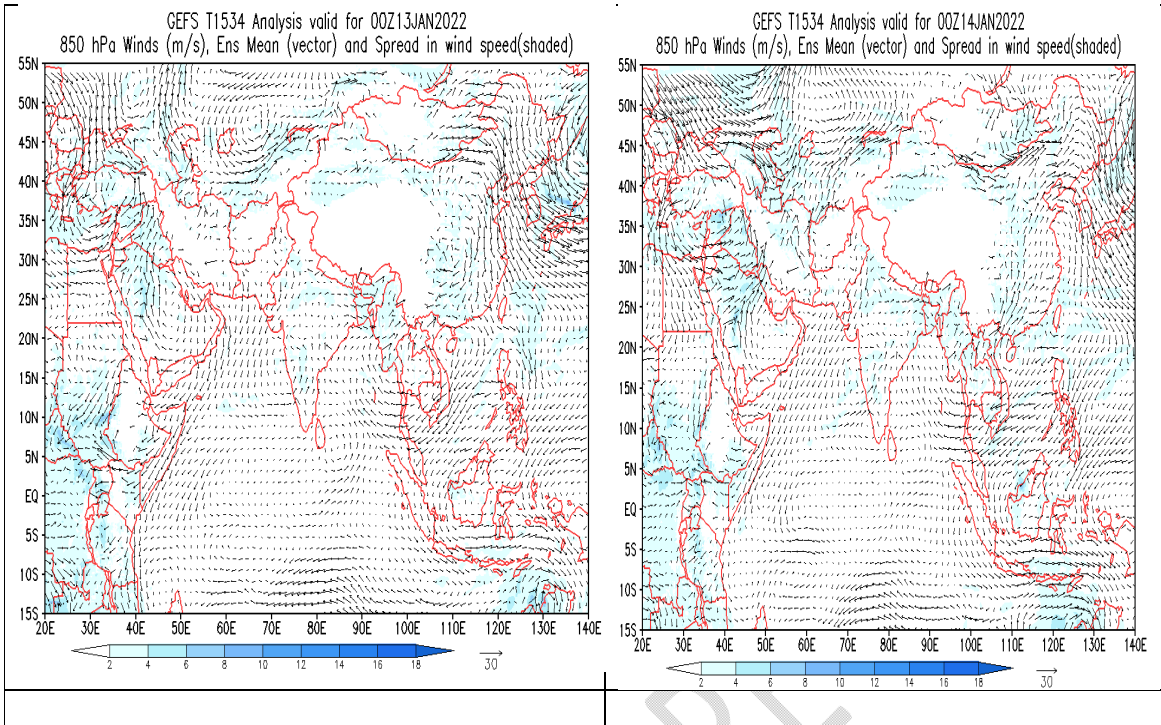 GEFS T1534 Analysis valid for 00Z13JAN2022
850 hPa Winds (m/s), Ens Mean (vector) and Spread in wind speed(shaded)
55N
50N
45N
40N
35N
30N
25N
20N
15N
10N
5N
EQ
5S
10S
15S
20E 30E 40E 50E 60E 70E 80E 90E 100E 110E 120E 130E 140E
2 4 6 8 10 12 14 16 18
30
GEFS T1534 Analysis valid for 00Z14JAN2022
850 hPa Winds (m/s), Ens Mean (vector) and Spread in wind speed(shaded)
55N
50N
45N
40N
35N
30N
25N
20N
15N
10N
5N
EQ
5S
10S
15S
20E 30E 40E 50E 60E 70E 80E 90E 100E 110E 120E 130E 140E
2 4 6 8 10 12 14 16 18
30